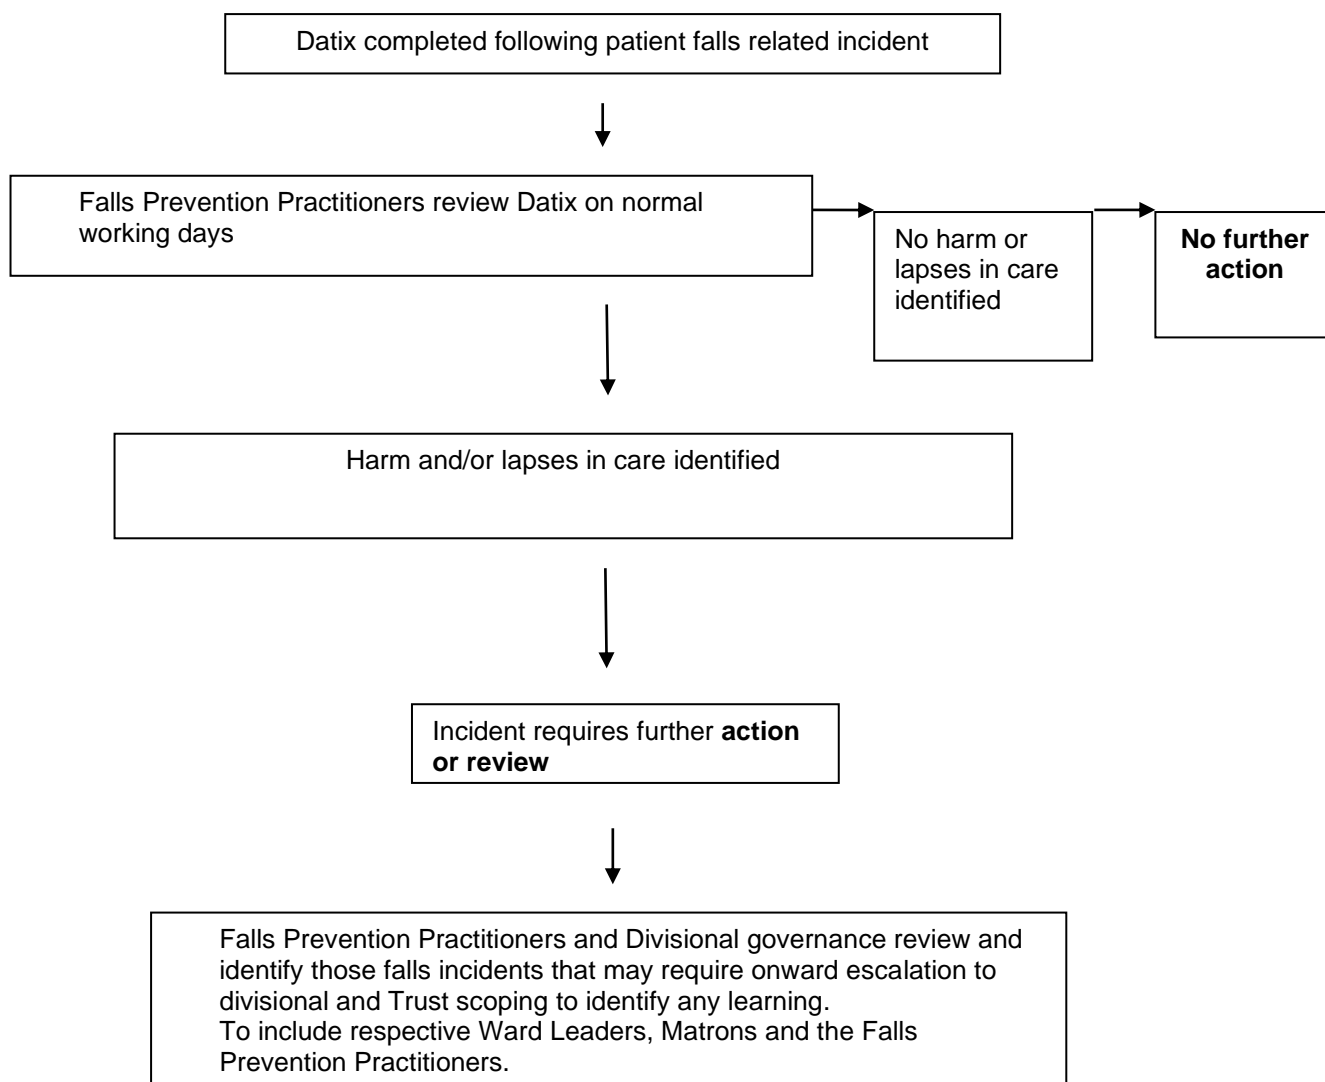 Datix completed following patient falls related incident
Falls Prevention Practitioners review Datix on normal
working days
No harm or
lapses in care
identified
No further
action
Harm and/or lapses in care identified
Incident requires further action
or review
Falls Prevention Practitioners and Divisional governance review and
identify those falls incidents that may require onward escalation to
divisional and Trust scoping to identify any learning.
To include respective Ward Leaders, Matrons and the Falls
Prevention Practitioners.